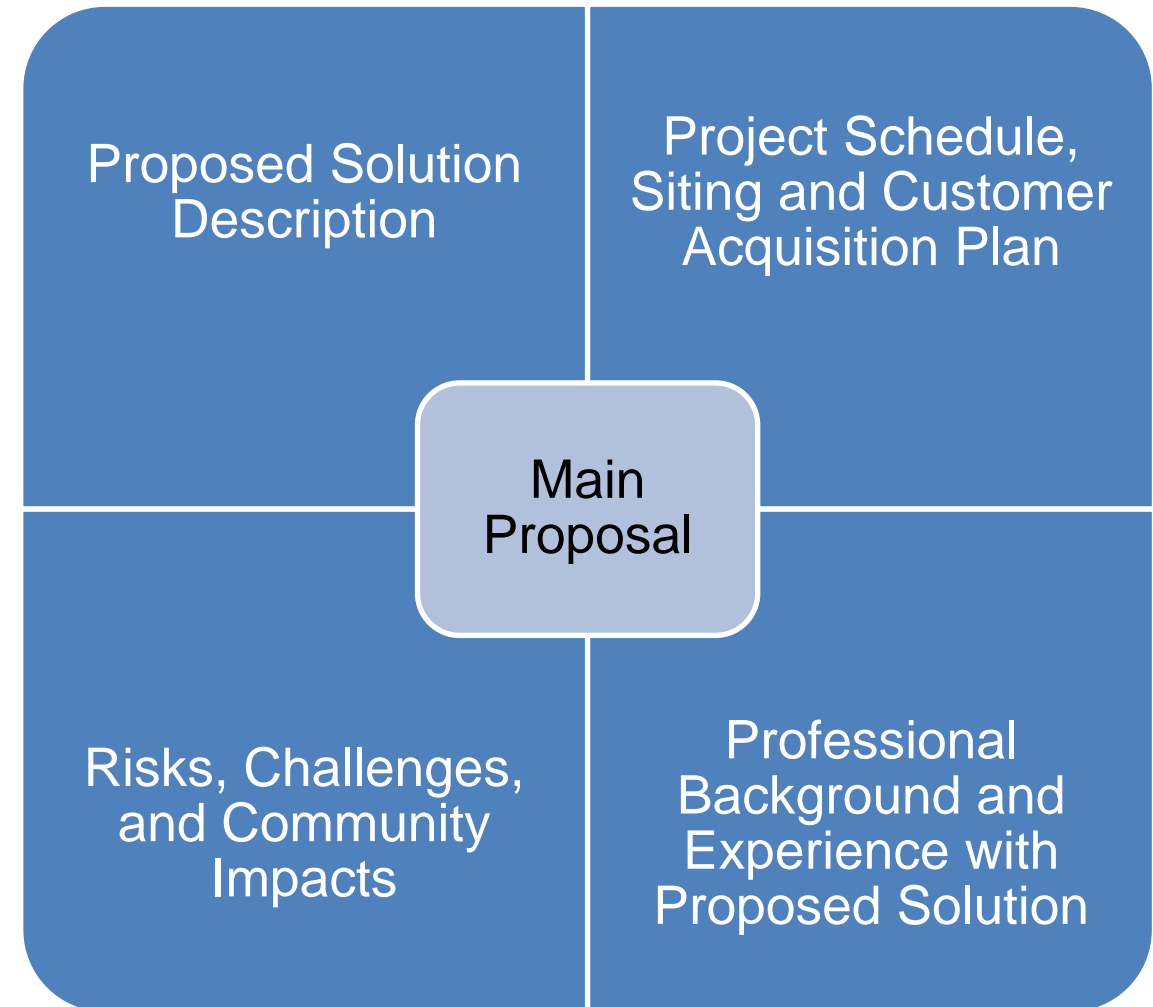 Proposed Solution
Description
Project Schedule,
Siting and Customer
Acquisition Plan
Main
Proposal
Risks, Challenges,
and Community
Impacts
Professional
Background and
Experience with
Proposed Solution